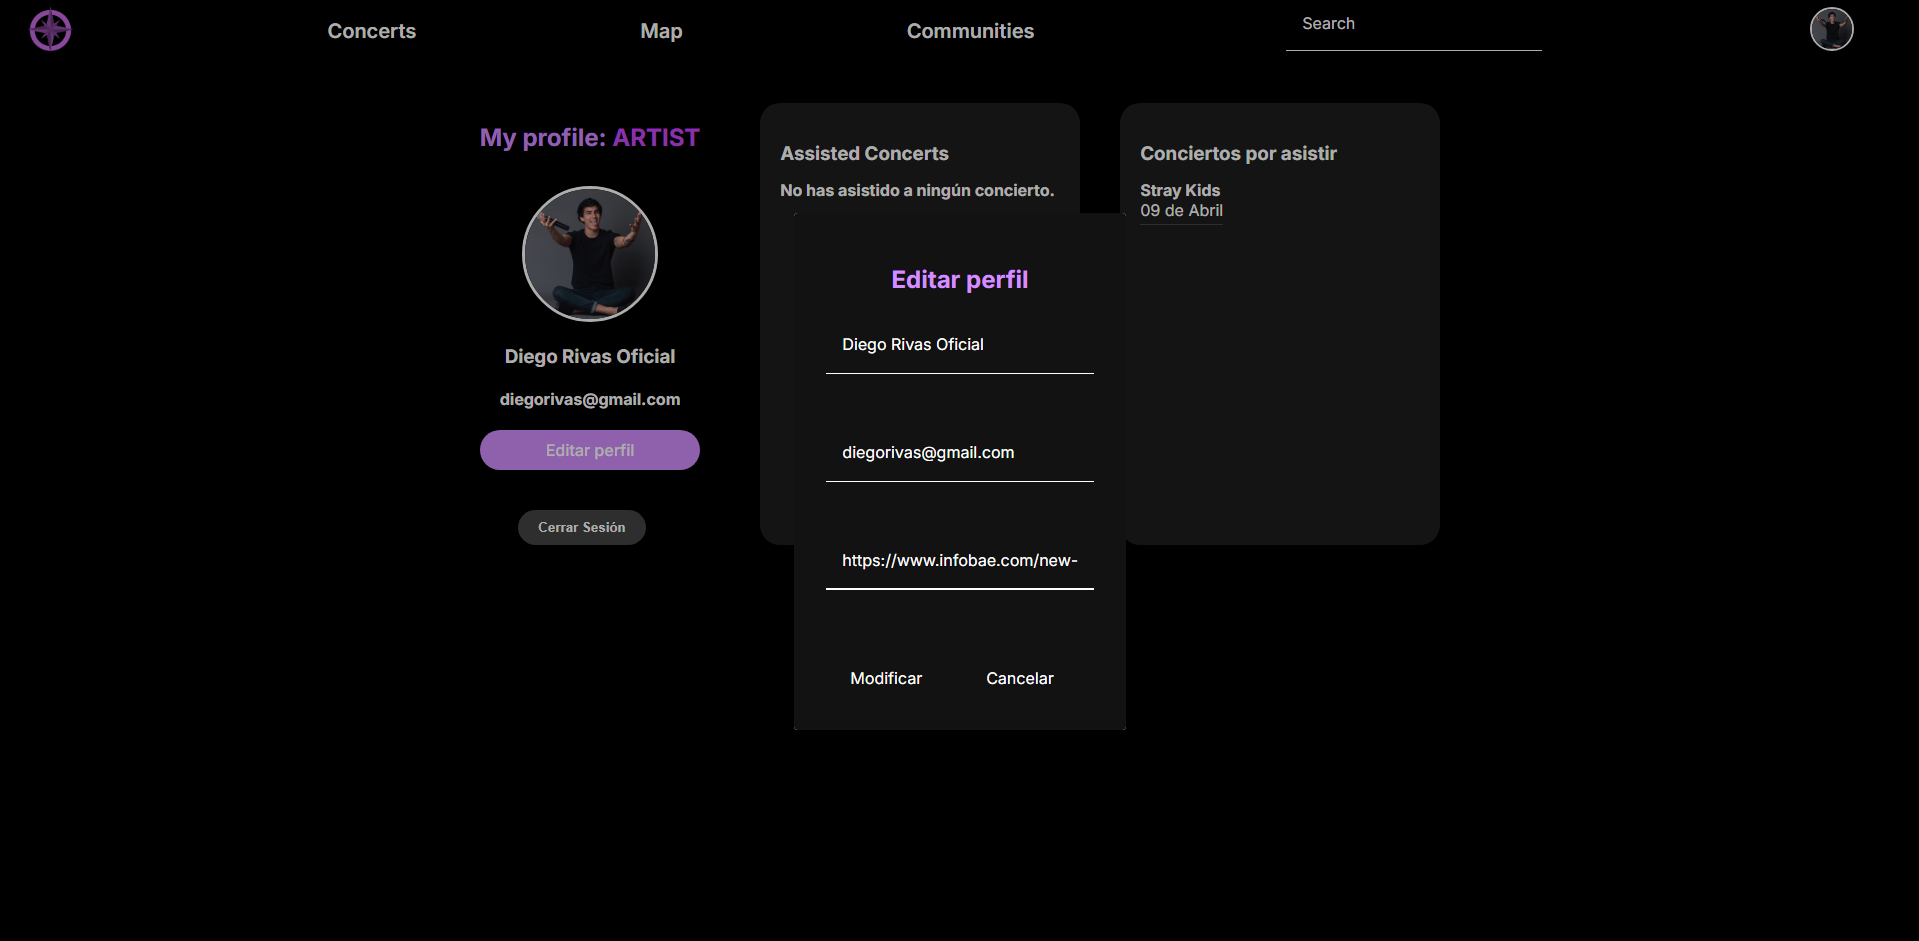 Concerts
Map
Communities
Search
My profile: ARTIST
Diego Rivas Oficial
diegorivas@gmail.com
Editar perfil
Cerrar Sesión
Assisted Concerts
No has asistido a ningún concierto.
Conciertos por asistir
Stray Kids
09 de Abril
Editar perfil
Diego Rivas Oficial
diegorivas@gmail.com
https://www.infobae.com/new-
Modificar
Cancelar